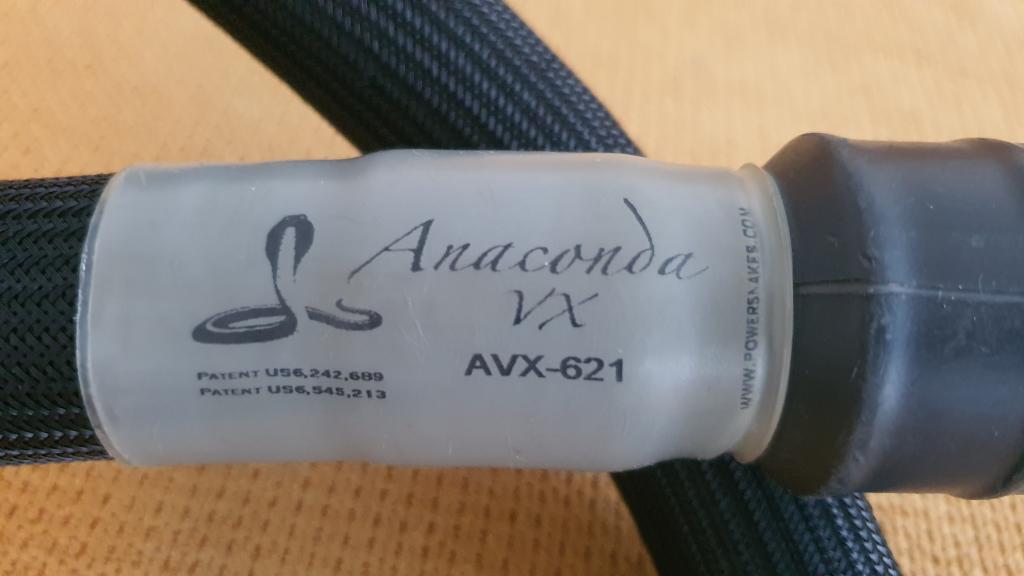 Anaconda
VX
AVX-621
PATENT US6,242,689
PATENT US6,545,213
WWW.POWERSNAKES.COM